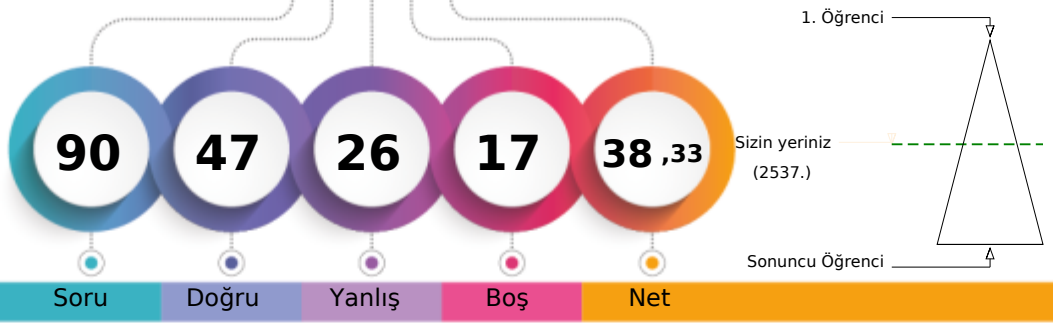 1. Öğrenci
90
47
26
17
38 ,33
Sizin yeriniz
(2537.)
Sonuncu Öğrenci
Soru
Doğru
Yanlış
Boş
Net